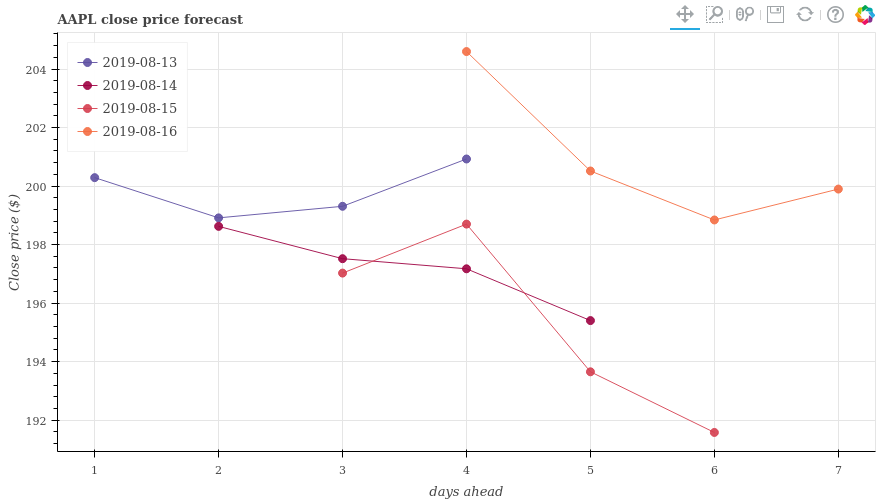 AAPL close price forecast
2019-08-13
2019-08-14
2019-08-15
2019-08-16
Close price ($)
204
202
200
198
196
194
192
1 2 3 4 5 6 7
days ahead